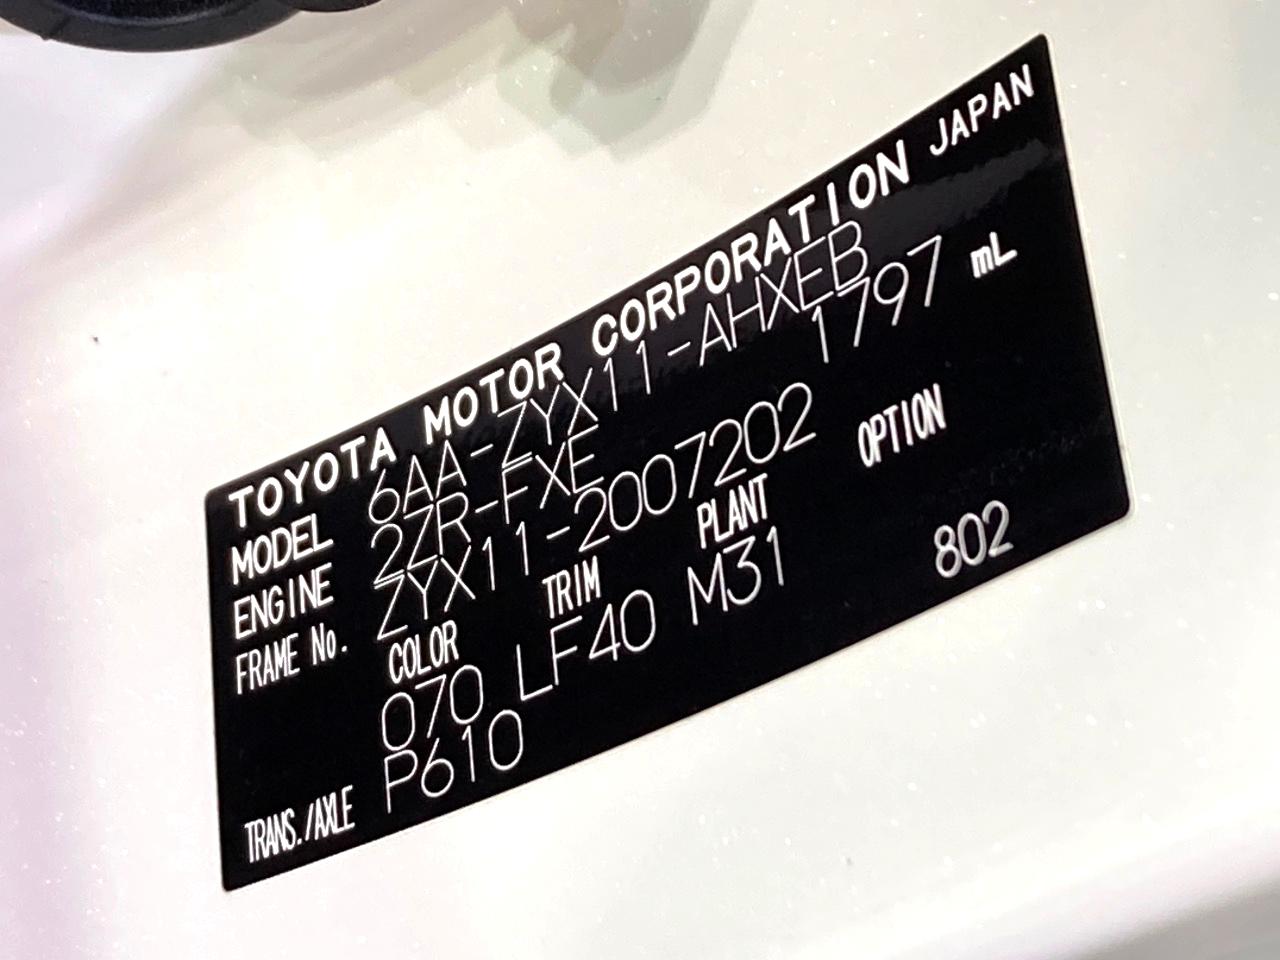 TOYOTA MOTOR CORPORATION JAPAN
MODEL 6AA-ZYX11-AHXEB
ENGINE 2ZR-FXE 1797 mL
FRAME No. ZYX11-2007202
COLOR TRIM PLANT OPTION
070 LF40 M31 802
TRANS./AXLE P610